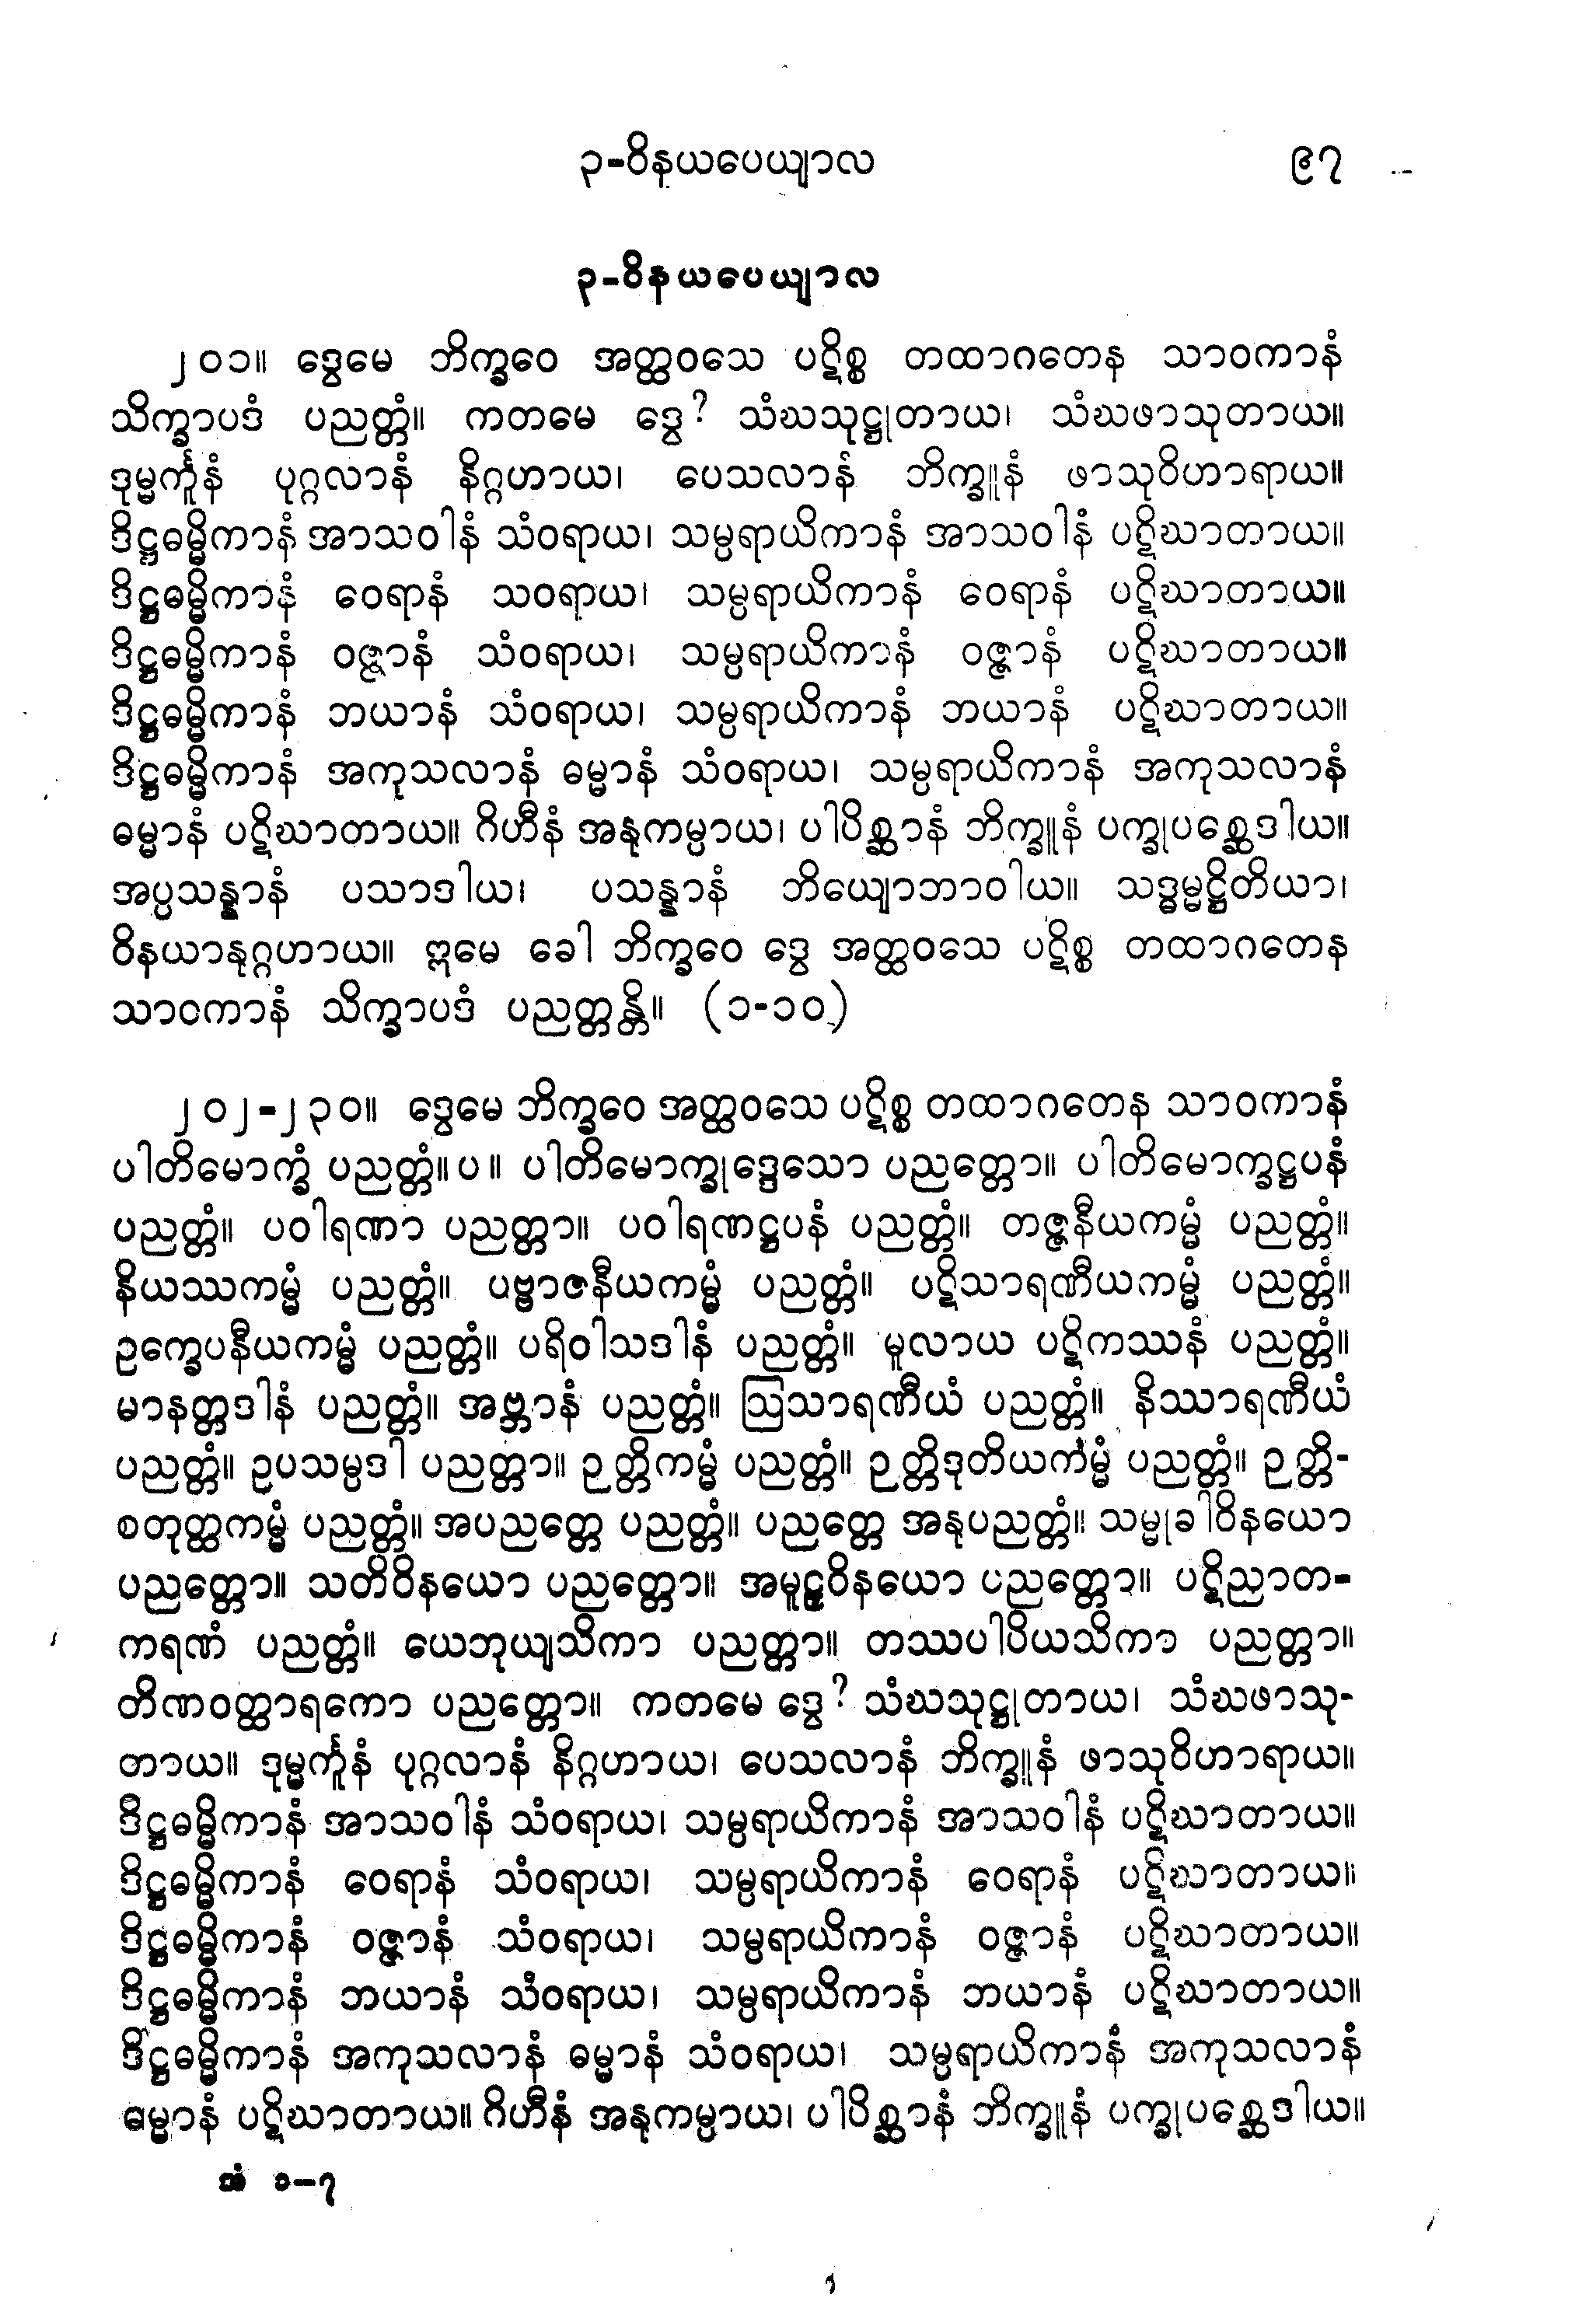 ၃-ဝိနယပေယျာလ ၉၇
၃-ဝိနယပေယျာလ
၂၀၁။ ဒွေမေ ဘိက္ခဝေ အတ္ထဝသေ ပဋိစ္စ တထာဂတေန သာဝကာနံ
သိက္ခာပဒံ ပညတ္တံ။ ကတမေ ဒွေ? သံဃသုဋ္ဌုတာယ၊ သံဃဖာသုတာယ။
ဒုမ္မင်္ကူနံ ပုဂ္ဂလာနံ နိဂ္ဂဟာယ၊ ပေသလာနံ ဘိက္ခူနံ ဖာသုဝိဟာရာယ။
ဒိဋ္ဌဓမ္မိကာနံ အာသဝါနံ သံဝရာယ၊ သမ္ပရာယိကာနံ အာသဝါနံ ပဋိဃာတာယ။
ဒိဋ္ဌဓမ္မိကာနံ ဝေရာနံ သဝရာယ၊ သမ္ပရာယိကာနံ ဝေရာနံ ပဋိဃာတာယ။
ဒိဋ္ဌဓမ္မိကာနံ ဝဇ္ဇာနံ သံဝရာယ၊ သမ္ပရာယိကာနံ ဝဇ္ဇာနံ ပဋိဃာတာယ။
ဒိဋ္ဌဓမ္မိကာနံ ဘယာနံ သံဝရာယ၊ သမ္ပရာယိကာနံ ဘယာနံ ပဋိဃာတာယ။
ဒိဋ္ဌဓမ္မိကာနံ အကုသလာနံ ဓမ္မာနံ သံဝရာယ၊ သမ္ပရာယိကာနံ အကုသလာနံ
ဓမ္မာနံ ပဋိဃာတာယ။ ဂိဟီနံ အနုကမ္ပာယ၊ ပါပိစ္ဆာနံ ဘိက္ခူနံ ပက္ခုပစ္ဆေဒါယ။
အပ္ပသန္နာနံ ပသာဒါယ၊ ပသန္နာနံ ဘိယျောဘာဝါယ။ သဒ္ဓမ္မဋ္ဌိတိယာ၊
ဝိနယာနုဂ္ဂဟာယ။ ဣမေ ခေါ ဘိက္ခဝေ ဒွေ အတ္ထဝသေ ပဋိစ္စ တထာဂတေန
သာဝကာနံ သိက္ခာပဒံ ပညတ္တန္တိ။ (၁-၁၀)
၂၀၂-၂၃၀။ ဒွေမေ ဘိက္ခဝေ အတ္ထဝသေ ပဋိစ္စ တထာဂတေန သာဝကာနံ
ပါတိမောက္ခံ ပညတ္တံ။ ပ ။ ပါတိမောက္ခုဒ္ဒေသော ပညတ္တော။ ပါတိမောက္ခဋ္ဌပနံ
ပညတ္တံ။ ပဝါရဏာ ပညတ္တာ။ ပဝါရဏဋ္ဌပနံ ပညတ္တံ။ တဇ္ဇနီယကမ္မံ ပညတ္တံ။
နိယဿကမ္မံ ပညတ္တံ။ ပဗ္ဗာဇနီယကမ္မံ ပညတ္တံ။ ပဋိသာရဏီယကမ္မံ ပညတ္တံ။
ဥက္ခေပနီယကမ္မံ ပညတ္တံ။ ပရိဝါသဒါနံ ပညတ္တံ။ မူလာယ ပဋိကဿနံ ပညတ္တံ။
မာနတ္တဒါနံ ပညတ္တံ။ အဗ္ဘာနံ ပညတ္တံ။ ဩသာရဏီယံ ပညတ္တံ။ နိဿာရဏီယံ
ပညတ္တံ။ ဥပသမ္ပဒါ ပညတ္တာ။ ဉတ္တိကမ္မံ ပညတ္တံ။ ဉတ္တိဒုတိယကမ္မံ ပညတ္တံ။ ဉတ္တိ-
စတုတ္ထကမ္မံ ပညတ္တံ။ အပညတ္တေ ပညတ္တံ။ ပညတ္တေ အနုပညတ္တံ။ သမ္မုခါဝိနယော
ပညတ္တော။ သတိဝိနယော ပညတ္တော။ အမူဠှဝိနယော ပညတ္တော။ ပဋိညာတ-
ကရဏံ ပညတ္တံ။ ယေဘုယျသိကာ ပညတ္တာ။ တဿပါပိယသိကာ ပညတ္တာ။
တိဏဝတ္ထာရကော ပညတ္တော။ ကတမေ ဒွေ? သံဃသုဋ္ဌုတာယ၊ သံဃဖာသု-
တာယ။ ဒုမ္မင်္ကူနံ ပုဂ္ဂလာနံ နိဂ္ဂဟာယ၊ ပေသလာနံ ဘိက္ခူနံ ဖာသုဝိဟာရာယ။
ဒိဋ္ဌဓမ္မိကာနံ အာသဝါနံ သံဝရာယ၊ သမ္ပရာယိကာနံ အာသဝါနံ ပဋိဃာတာယ။
ဒိဋ္ဌဓမ္မိကာနံ ဝေရာနံ သံဝရာယ၊ သမ္ပရာယိကာနံ ဝေရာနံ ပဋိဃာတာယ။
ဒိဋ္ဌဓမ္မိကာနံ ဝဇ္ဇာနံ သံဝရာယ၊ သမ္ပရာယိကာနံ ဝဇ္ဇာနံ ပဋိဃာတာယ။
ဒိဋ္ဌဓမ္မိကာနံ ဘယာနံ သံဝရာယ၊ သမ္ပရာယိကာနံ ဘယာနံ ပဋိဃာတာယ။
ဒိဋ္ဌဓမ္မိကာနံ အကုသလာနံ ဓမ္မာနံ သံဝရာယ၊ သမ္ပရာယိကာနံ အကုသလာနံ
ဓမ္မာနံ ပဋိဃာတာယ။ ဂိဟီနံ အနုကမ္ပာယ၊ ပါပိစ္ဆာနံ ဘိက္ခူနံ ပက္ခုပစ္ဆေဒါယ။
အံ ၁-၇